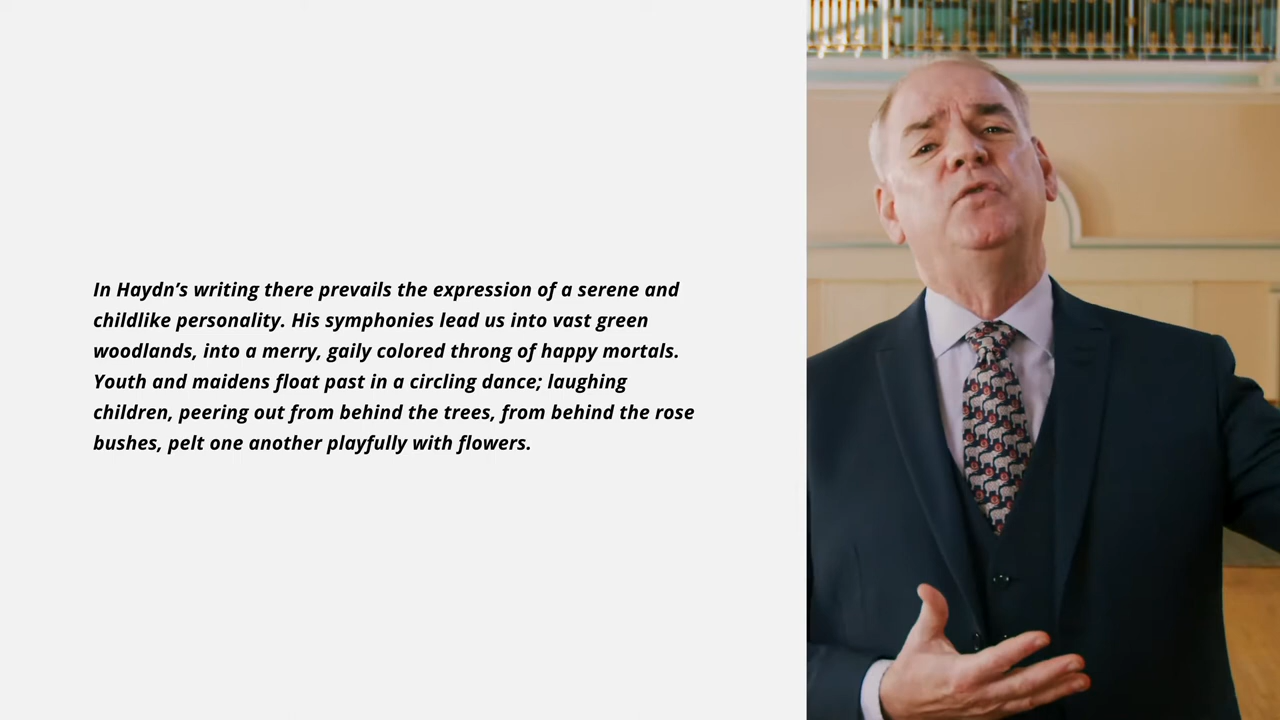 In Haydn’s writing there prevails the expression of a serene and
childlike personality. His symphonies lead us into vast green
woodlands, into a merry, gaily colored throng of happy mortals.
Youth and maidens float past in a circling dance; laughing
children, peering out from behind the trees, from behind the rose
bushes, pelt one another playfully with flowers.